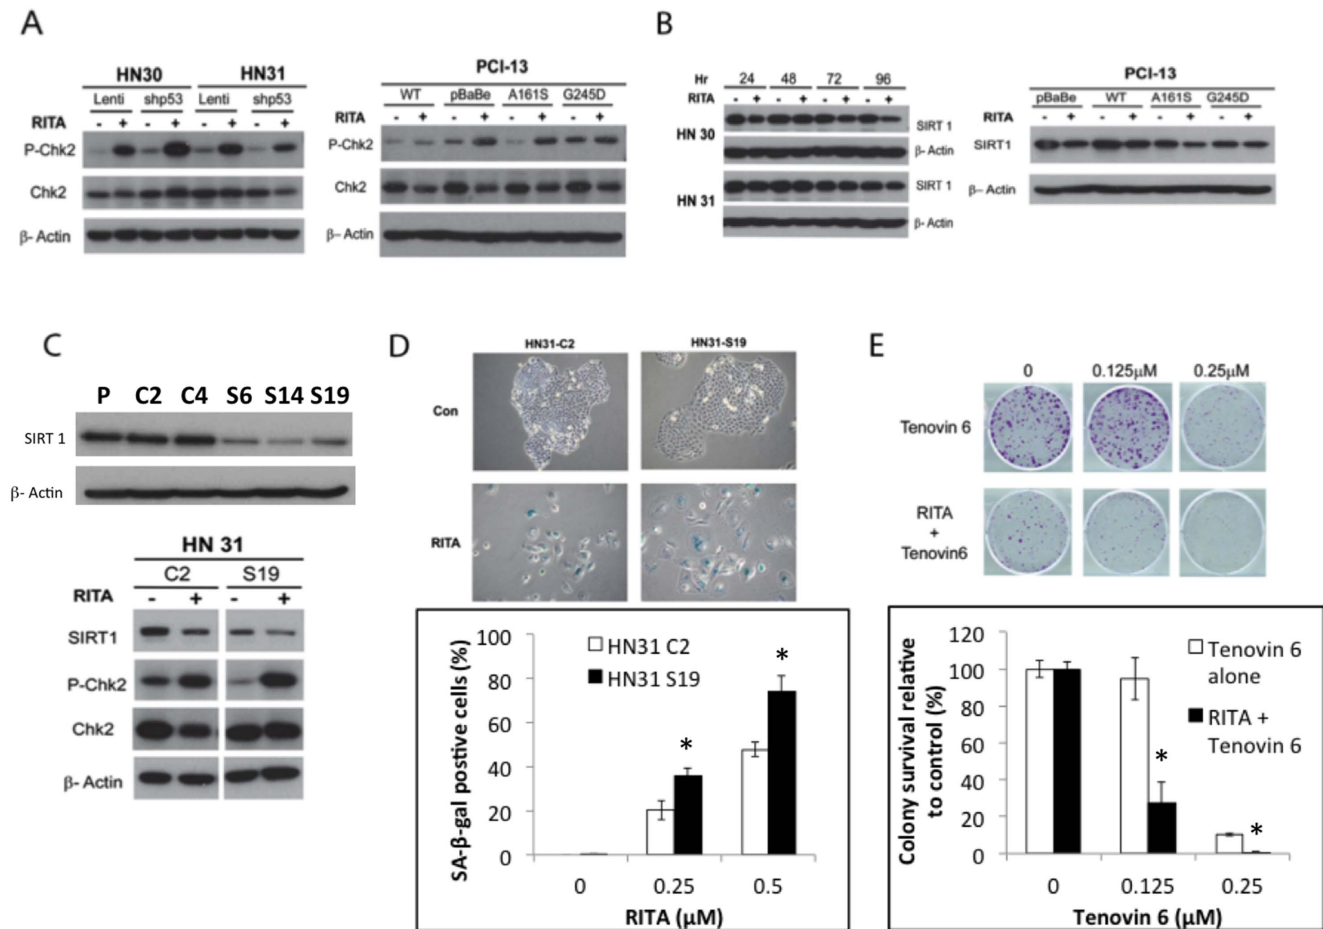 A
HN30 HN31
Lenti shp53 Lenti shp53
RITA - + - + - + - +
P-Chk2
Chk2
β- Actin
PCI-13
WT pBaBe A161S G245D
RITA - + - + - + - +
P-Chk2
Chk2
β– Actin
B
Hr 24 48 72 96
RITA - + - + - + - +
HN 30
SIRT 1
β- Actin
HN 31
SIRT 1
β- Actin
PCI-13
pBaBe WT A161S G245D
RITA - + - + - + - +
SIRT1
β– Actin
C
P C2 C4 S6 S14 S19
SIRT 1
β- Actin
HN 31
C2 S19
RITA - + - +
SIRT1
P-Chk2
Chk2
β- Actin
D
HN31-C2 HN31-S19
Con
RITA
SA-β-gal postive cells (%)
100
80
60
40
20
0
HN31 C2
HN31 S19
* *
0 0.25 0.5
RITA (µM)
E
0 0.125µM 0.25µM
Tenovin 6
RITA
+
Tenovin6
Colony survival relative
to control (%)
120
100
80
60
40
20
0
Tenovin 6
alone
RITA +
Tenovin 6
* *
0 0.125 0.25
Tenovin 6 (µM)